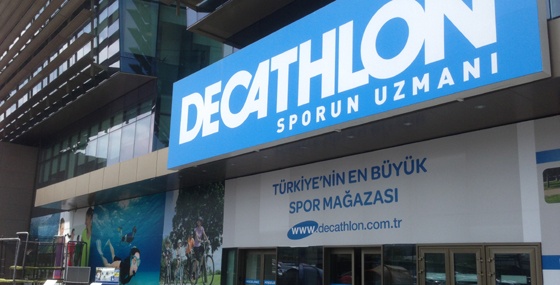 DECATHLON
SPORUN UZMANI
TÜRKİYE'NİN EN BÜYÜK
SPOR MAĞAZASI
www.decathlon.com.tr